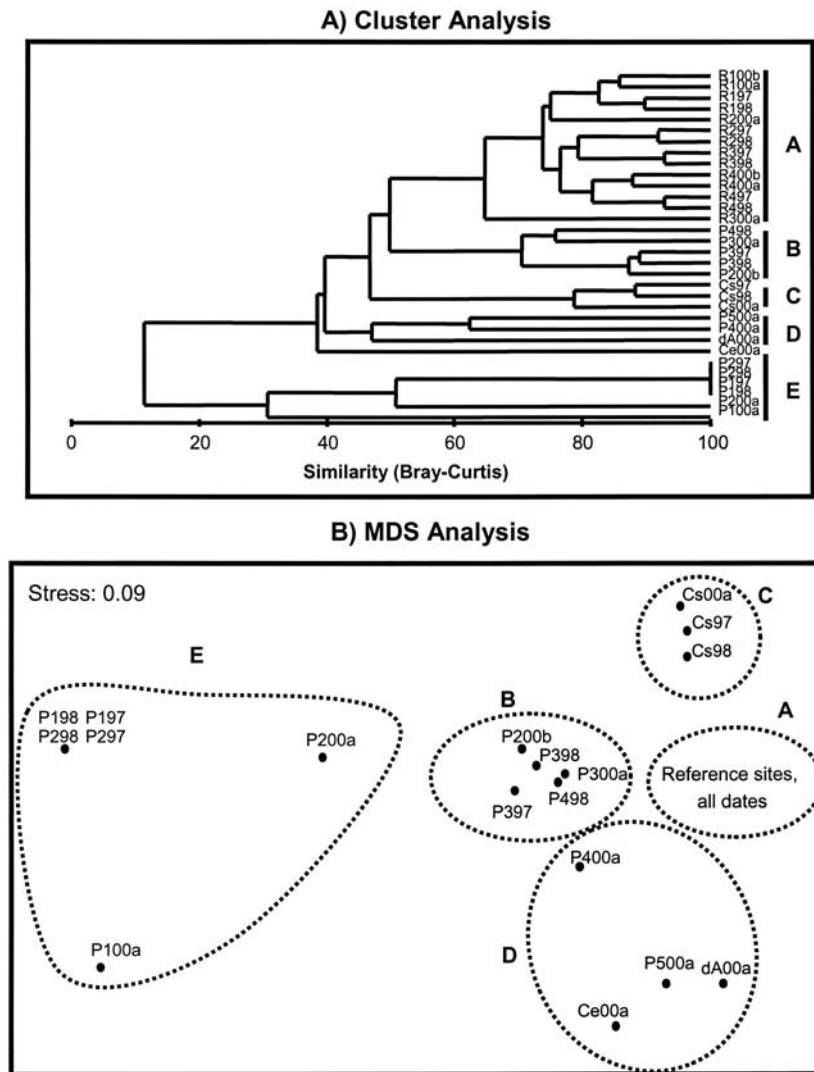 A) Cluster Analysis
R100b
R100a
R197
R198
R200a
R297
R298
R397
R398
R400b
R400a
R497
R498
R300a
P498
P300a
P397
P398
P200b
Cs97
Cs98
Cs00a
P500a
P400a
dA00a
Ce00a
P297
P298
P197
P198
P200a
P100a
A
B
C
D
E
0 20 40 60 80 100
Similarity (Bray-Curtis)
B) MDS Analysis
Stress: 0.09
Cs00a C
Cs97
Cs98
E
B
A
P198 P197
P298 P297
P200a
P200b
P398
P300a
P498
P397
Reference sites,
all dates
P400a
P100a
D
P500a dA00a
Ce00a